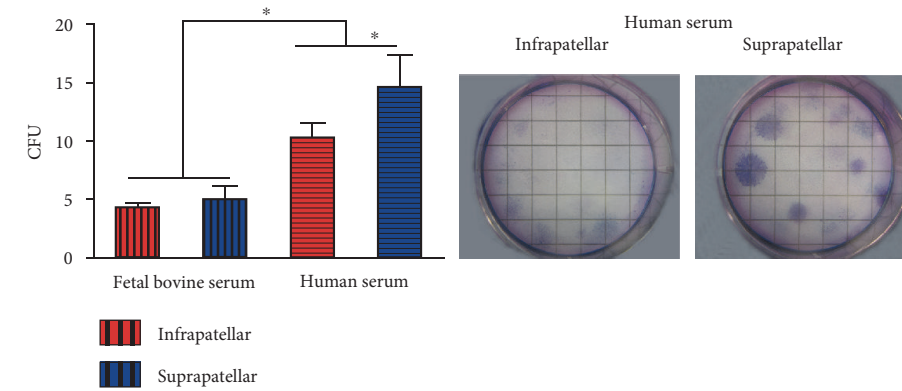 *
*
20
15
10
5
0
CFU
Fetal bovine serum
Human serum
Infrapatellar
Suprapatellar
Human serum
Infrapatellar
Suprapatellar